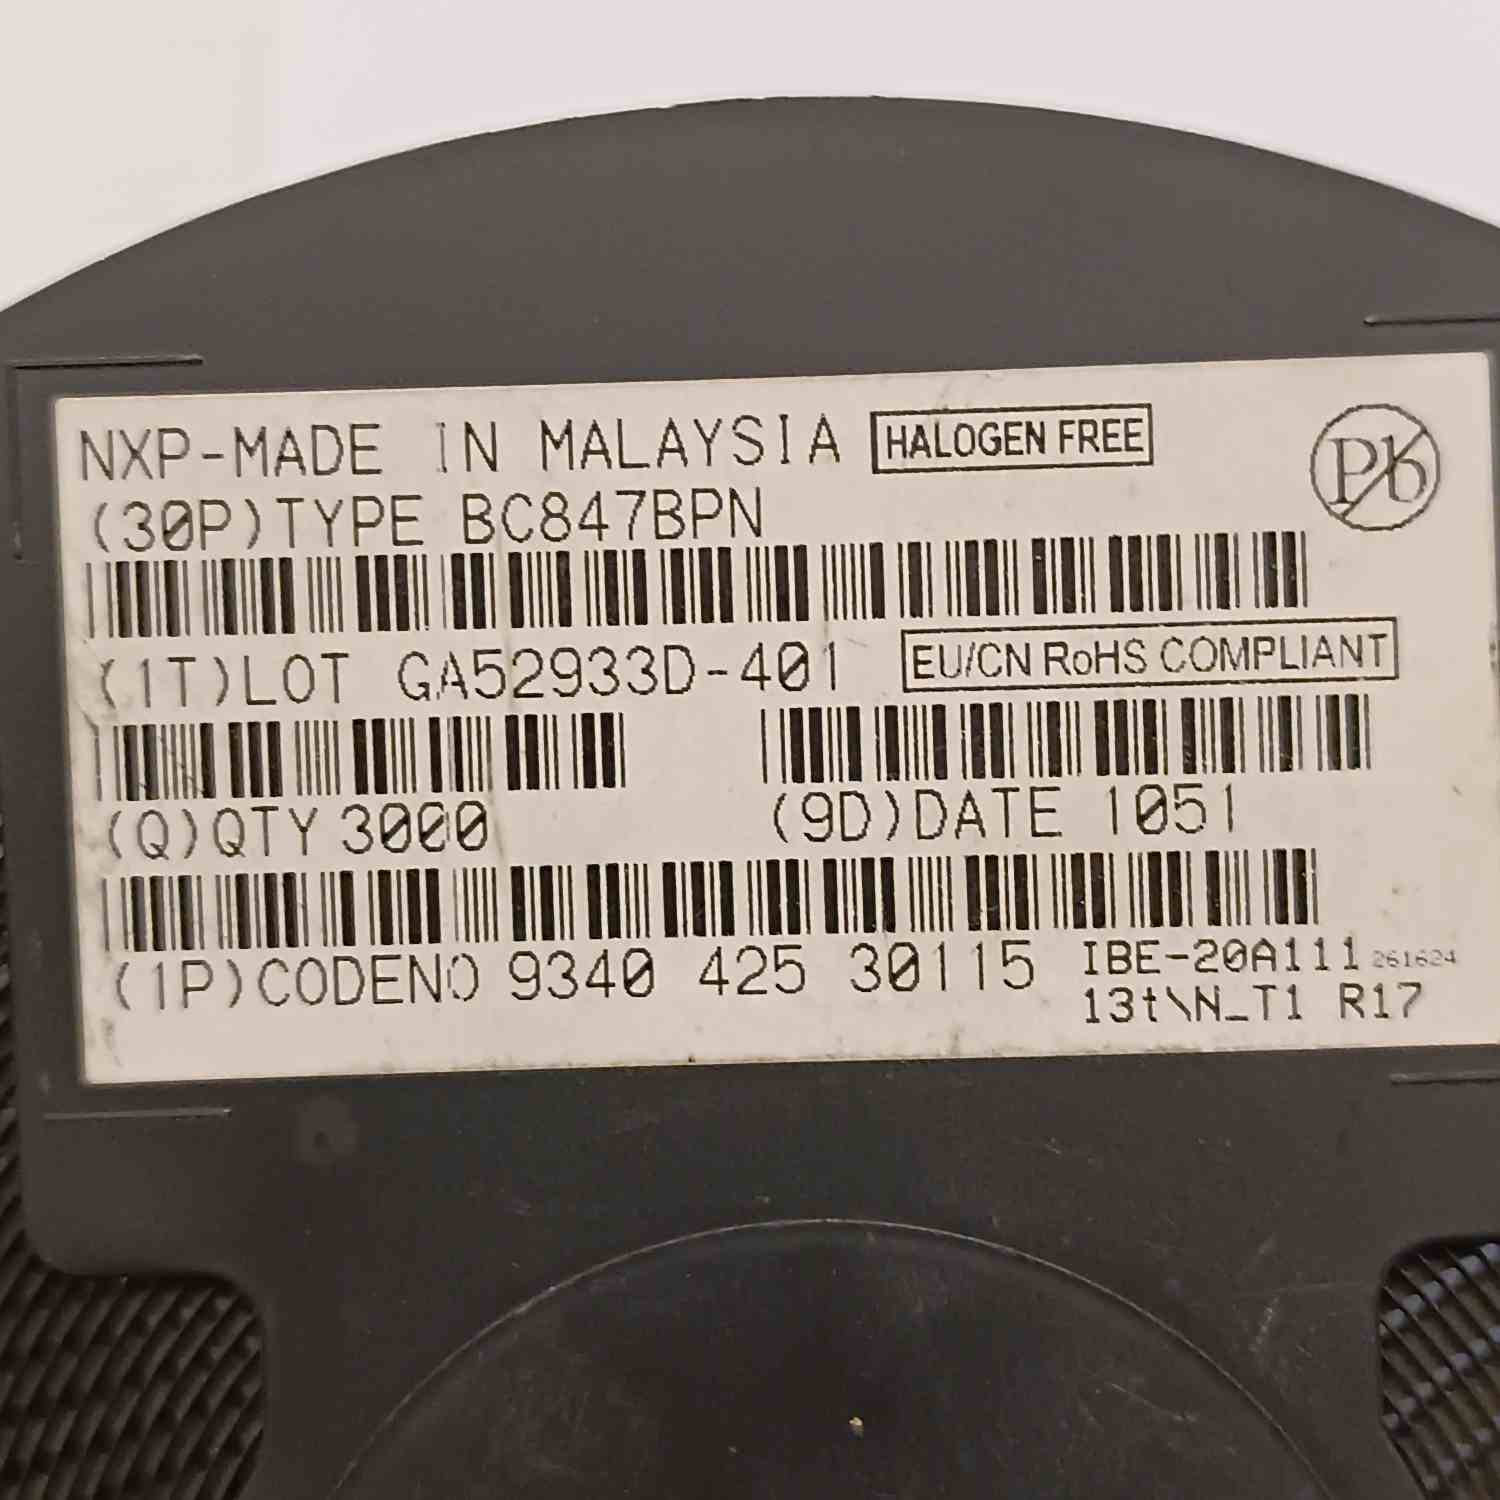 NXP-MADE IN MALAYSIA HALOGEN FREE
Pb
(30P)TYPE BC847BPN
(1T)LOT GA52933D-401 EU/CN RoHS COMPLIANT
(Q)QTY 3000 (9D)DATE 1051
(1P)CODENO 9340 425 30115 IBE-20A111 261624
13t\N_T1 R17